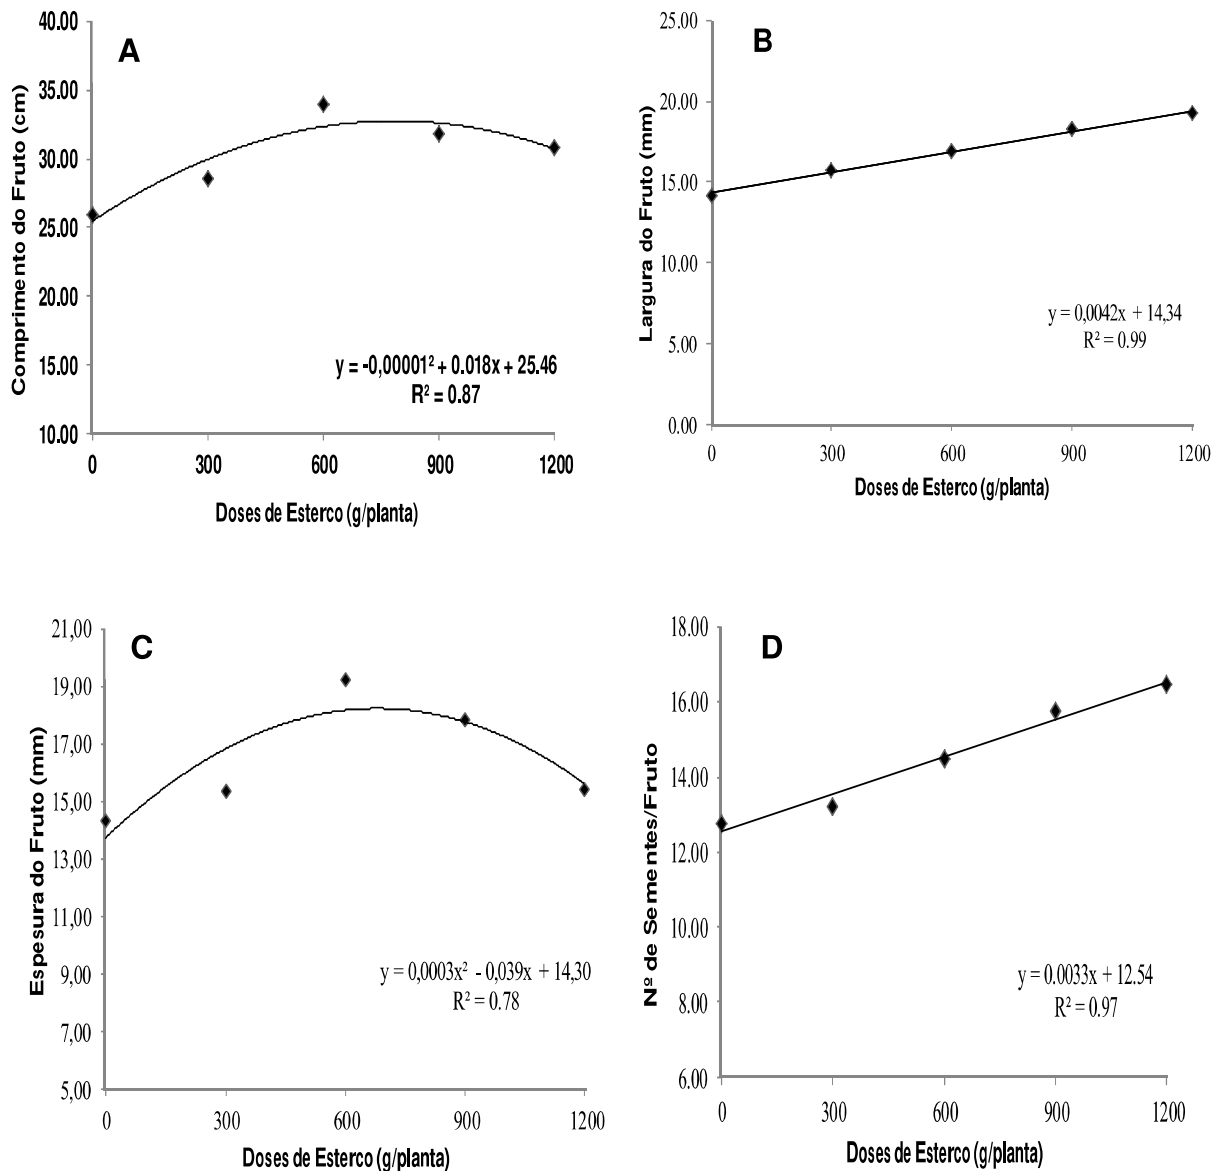 A
Comprimento do Fruto (cm)
40.00
35.00
30.00
25.00
20.00
15.00
10.00
y = -0,00001² + 0.018x + 25.46
R² = 0.87
0 300 600 900 1200
Doses de Esterco (g/planta)
B
Largura do Fruto (mm)
25.00
20.00
15.00
10.00
5.00
0.00
y = 0,0042x + 14,34
R² = 0.99
0 300 600 900 1200
Doses de Esterco (g/planta)
C
Espesura do Fruto (mm)
21,00
19,00
17,00
15,00
13,00
11,00
9,00
7,00
5,00
y = 0,0003x² - 0,039x + 14,30
R² = 0.78
0 300 600 900 1200
Doses de Esterco (g/planta)
D
Nº de Sementes/Fruto
18.00
16.00
14.00
12.00
10.00
8.00
6.00
y = 0.0033x + 12.54
R² = 0.97
0 300 600 900 1200
Doses de Esterco (g/planta)